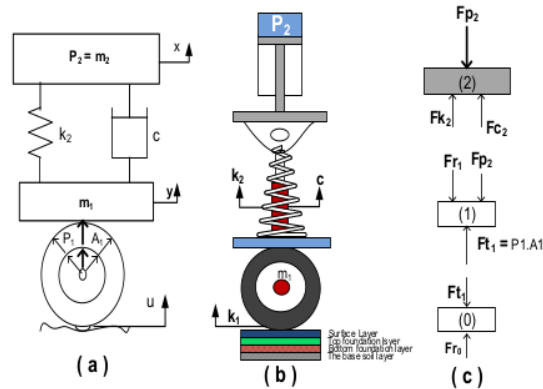 P₂ = m₂
x
k₂
c
m₁
y
P₁
A₁
u
( a )
P₂
k₂
c
m₁
k₁
Surface Layer
Top foundation layer
Bottom foundation layer
The base soil layer
( b )
Fp₂
(2)
Fk₂
Fc₂
Fr₁
Fp₂
(1)
Ft₁ = P1.A1
Ft₁
(0)
Fr₀
( c )